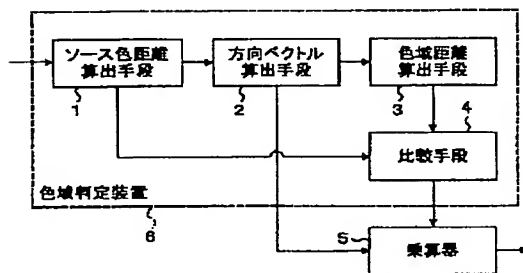 ソース色距離
算出手段
方向ベクトル
算出手段
色域距離
算出手段
1
2
3
4
比較手段
色域判定装置
6
5
乗算器